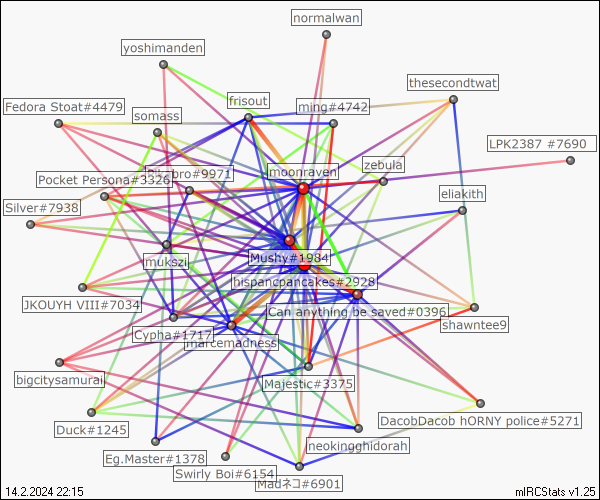 normalwan
yoshimanden
thesecondtwat
frisout
ming#4742
Fedora Stoat#4479
somass
LPK2387 #7690
zebula
moonraven
bro#9971
Pocket Persona#3326
eliakith
Silver#7938
Mushy#1984
mukszi
hispancpancakes#2928
JKOUYH VIII#7034
Can anything be saved#0396
shawntee9
Cypha#1717
marcemadness
bigcitysamurai
Majestic#3375
DacobDacob hORNY police#5271
Duck#1245
neokingghidorah
Eg.Master#1378
Swirly Boi#6154
Madネコ#6901
14.2.2024 22:15
mIRCStats v1.25